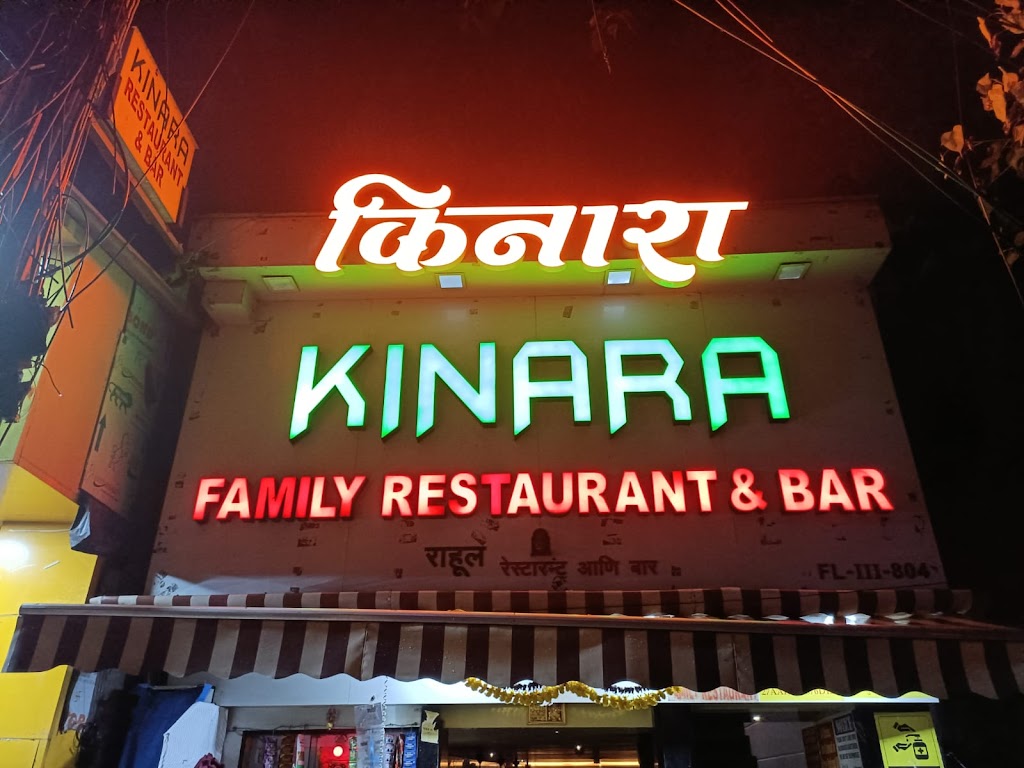 KINARA
RESTAURANT
& BAR
किनारा
KINARA
FAMILY RESTAURANT & BAR
राहूल
रेस्टारन्ट आणि बार
FL-III-804